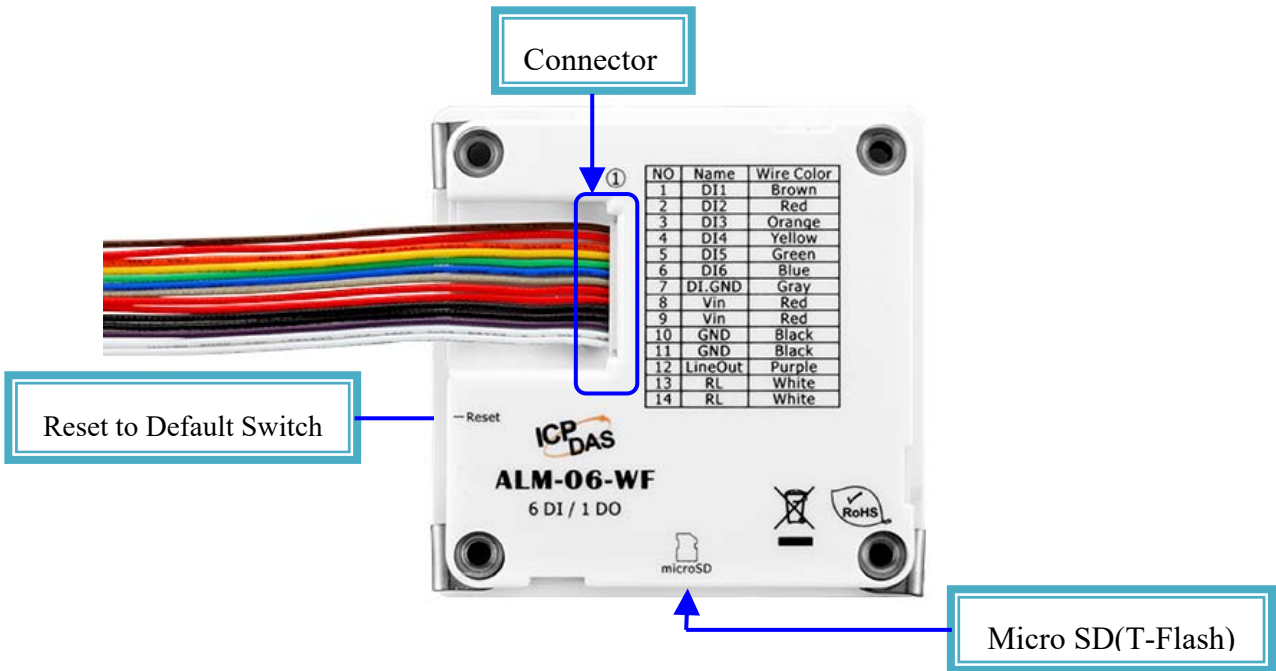 Connector
①
NO Name Wire Color
1 DI1 Brown
2 DI2 Red
3 DI3 Orange
4 DI4 Yellow
5 DI5 Green
6 DI6 Blue
7 DI.GND Gray
8 Vin Red
9 Vin Red
10 GND Black
11 GND Black
12 LineOut Purple
13 RL White
14 RL White
Reset to Default Switch
Reset
ICP DAS
ALM-06-WF
6 DI / 1 DO
RoHS
microSD
Micro SD(T-Flash)